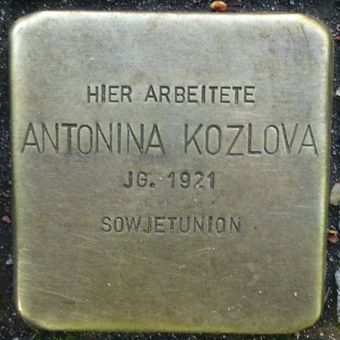 HIER ARBEITETE
ANTONINA KOZLOVA
JG. 1921
SOWJETUNION